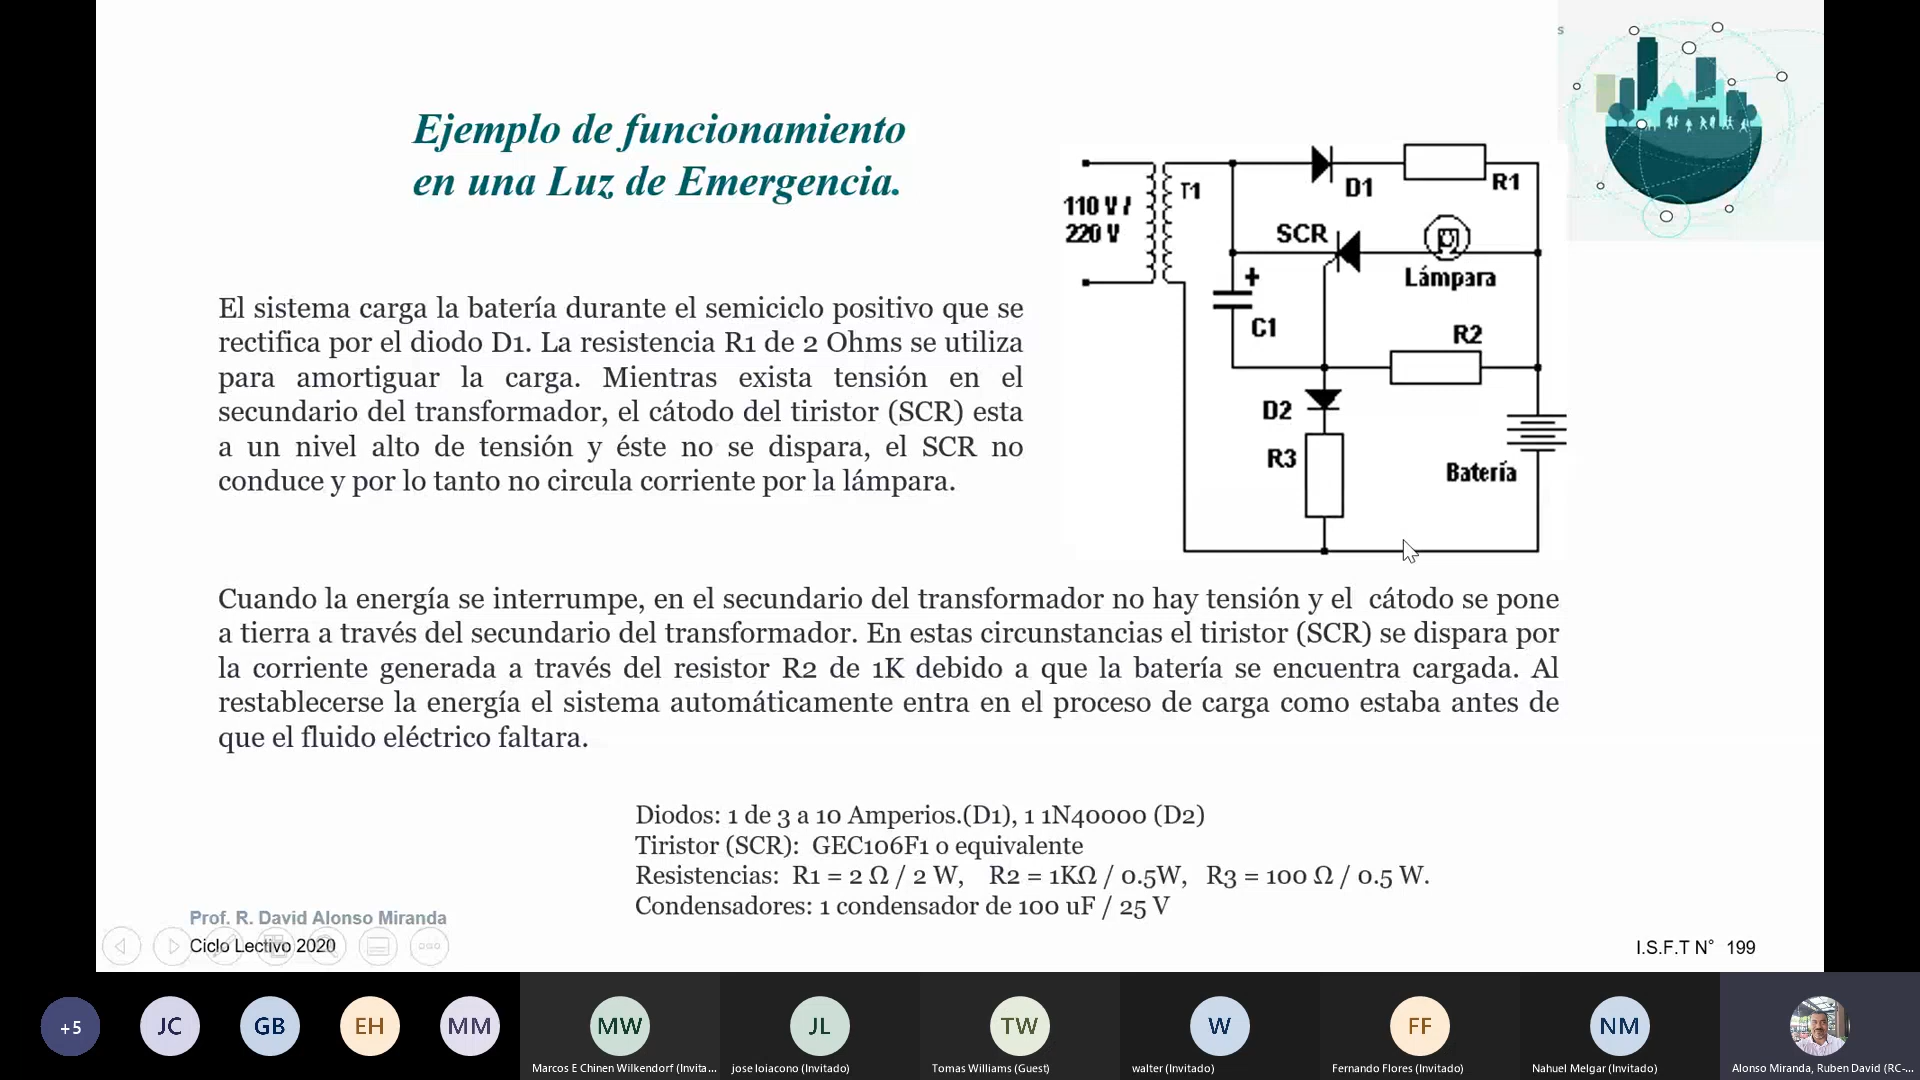 Ejemplo de funcionamiento
en una Luz de Emergencia.
s
110 V /
220 V
T1
D1
R1
SCR
Lámpara
+
C1
R2
D2
R3
Batería
El sistema carga la batería durante el semiciclo positivo que se
rectifica por el diodo D1. La resistencia R1 de 2 Ohms se utiliza
para amortiguar la carga. Mientras exista tensión en el
secundario del transformador, el cátodo del tiristor (SCR) esta
a un nivel alto de tensión y éste no se dispara, el SCR no
conduce y por lo tanto no circula corriente por la lámpara.
Cuando la energía se interrumpe, en el secundario del transformador no hay tensión y el cátodo se pone
a tierra a través del secundario del transformador. En estas circunstancias el tiristor (SCR) se dispara por
la corriente generada a través del resistor R2 de 1K debido a que la batería se encuentra cargada. Al
restablecerse la energía el sistema automáticamente entra en el proceso de carga como estaba antes de
que el fluido eléctrico faltara.
Diodos: 1 de 3 a 10 Amperios.(D1), 1 1N40000 (D2)
Tiristor (SCR): GEC106F1 o equivalente
Resistencias: R1 = 2 Ω / 2 W, R2 = 1KΩ / 0.5W, R3 = 100 Ω / 0.5 W.
Condensadores: 1 condensador de 100 uF / 25 V
Prof. R. David Alonso Miranda
Ciclo Lectivo 2020
I.S.F.T N° 199
+5
JC
GB
EH
MM
MW
JL
TW
W
FF
NM
Marcos E Chinen Wilkendorf (Invita...
jose loiacono (Invitado)
Tomas Williams (Guest)
walter (Invitado)
Fernando Flores (Invitado)
Nahuel Melgar (Invitado)
Alonso Miranda, Ruben David (RC-...